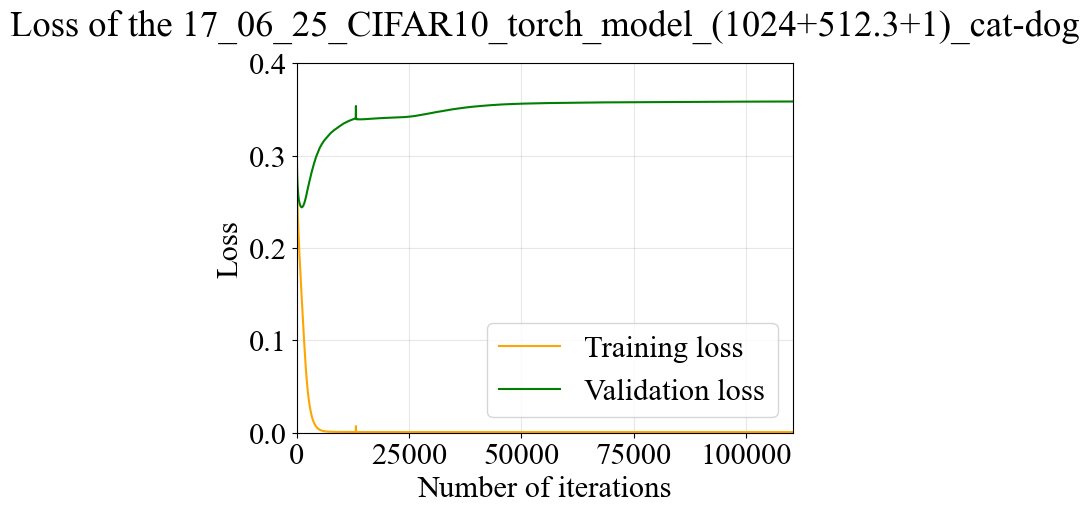 Loss of the 17_06_25_CIFAR10_torch_model_(1024+512.3+1)_cat-dog
0.4
0.3
0.2
0.1
0.0
Loss
Training loss
Validation loss
0 25000 50000 75000 100000
Number of iterations